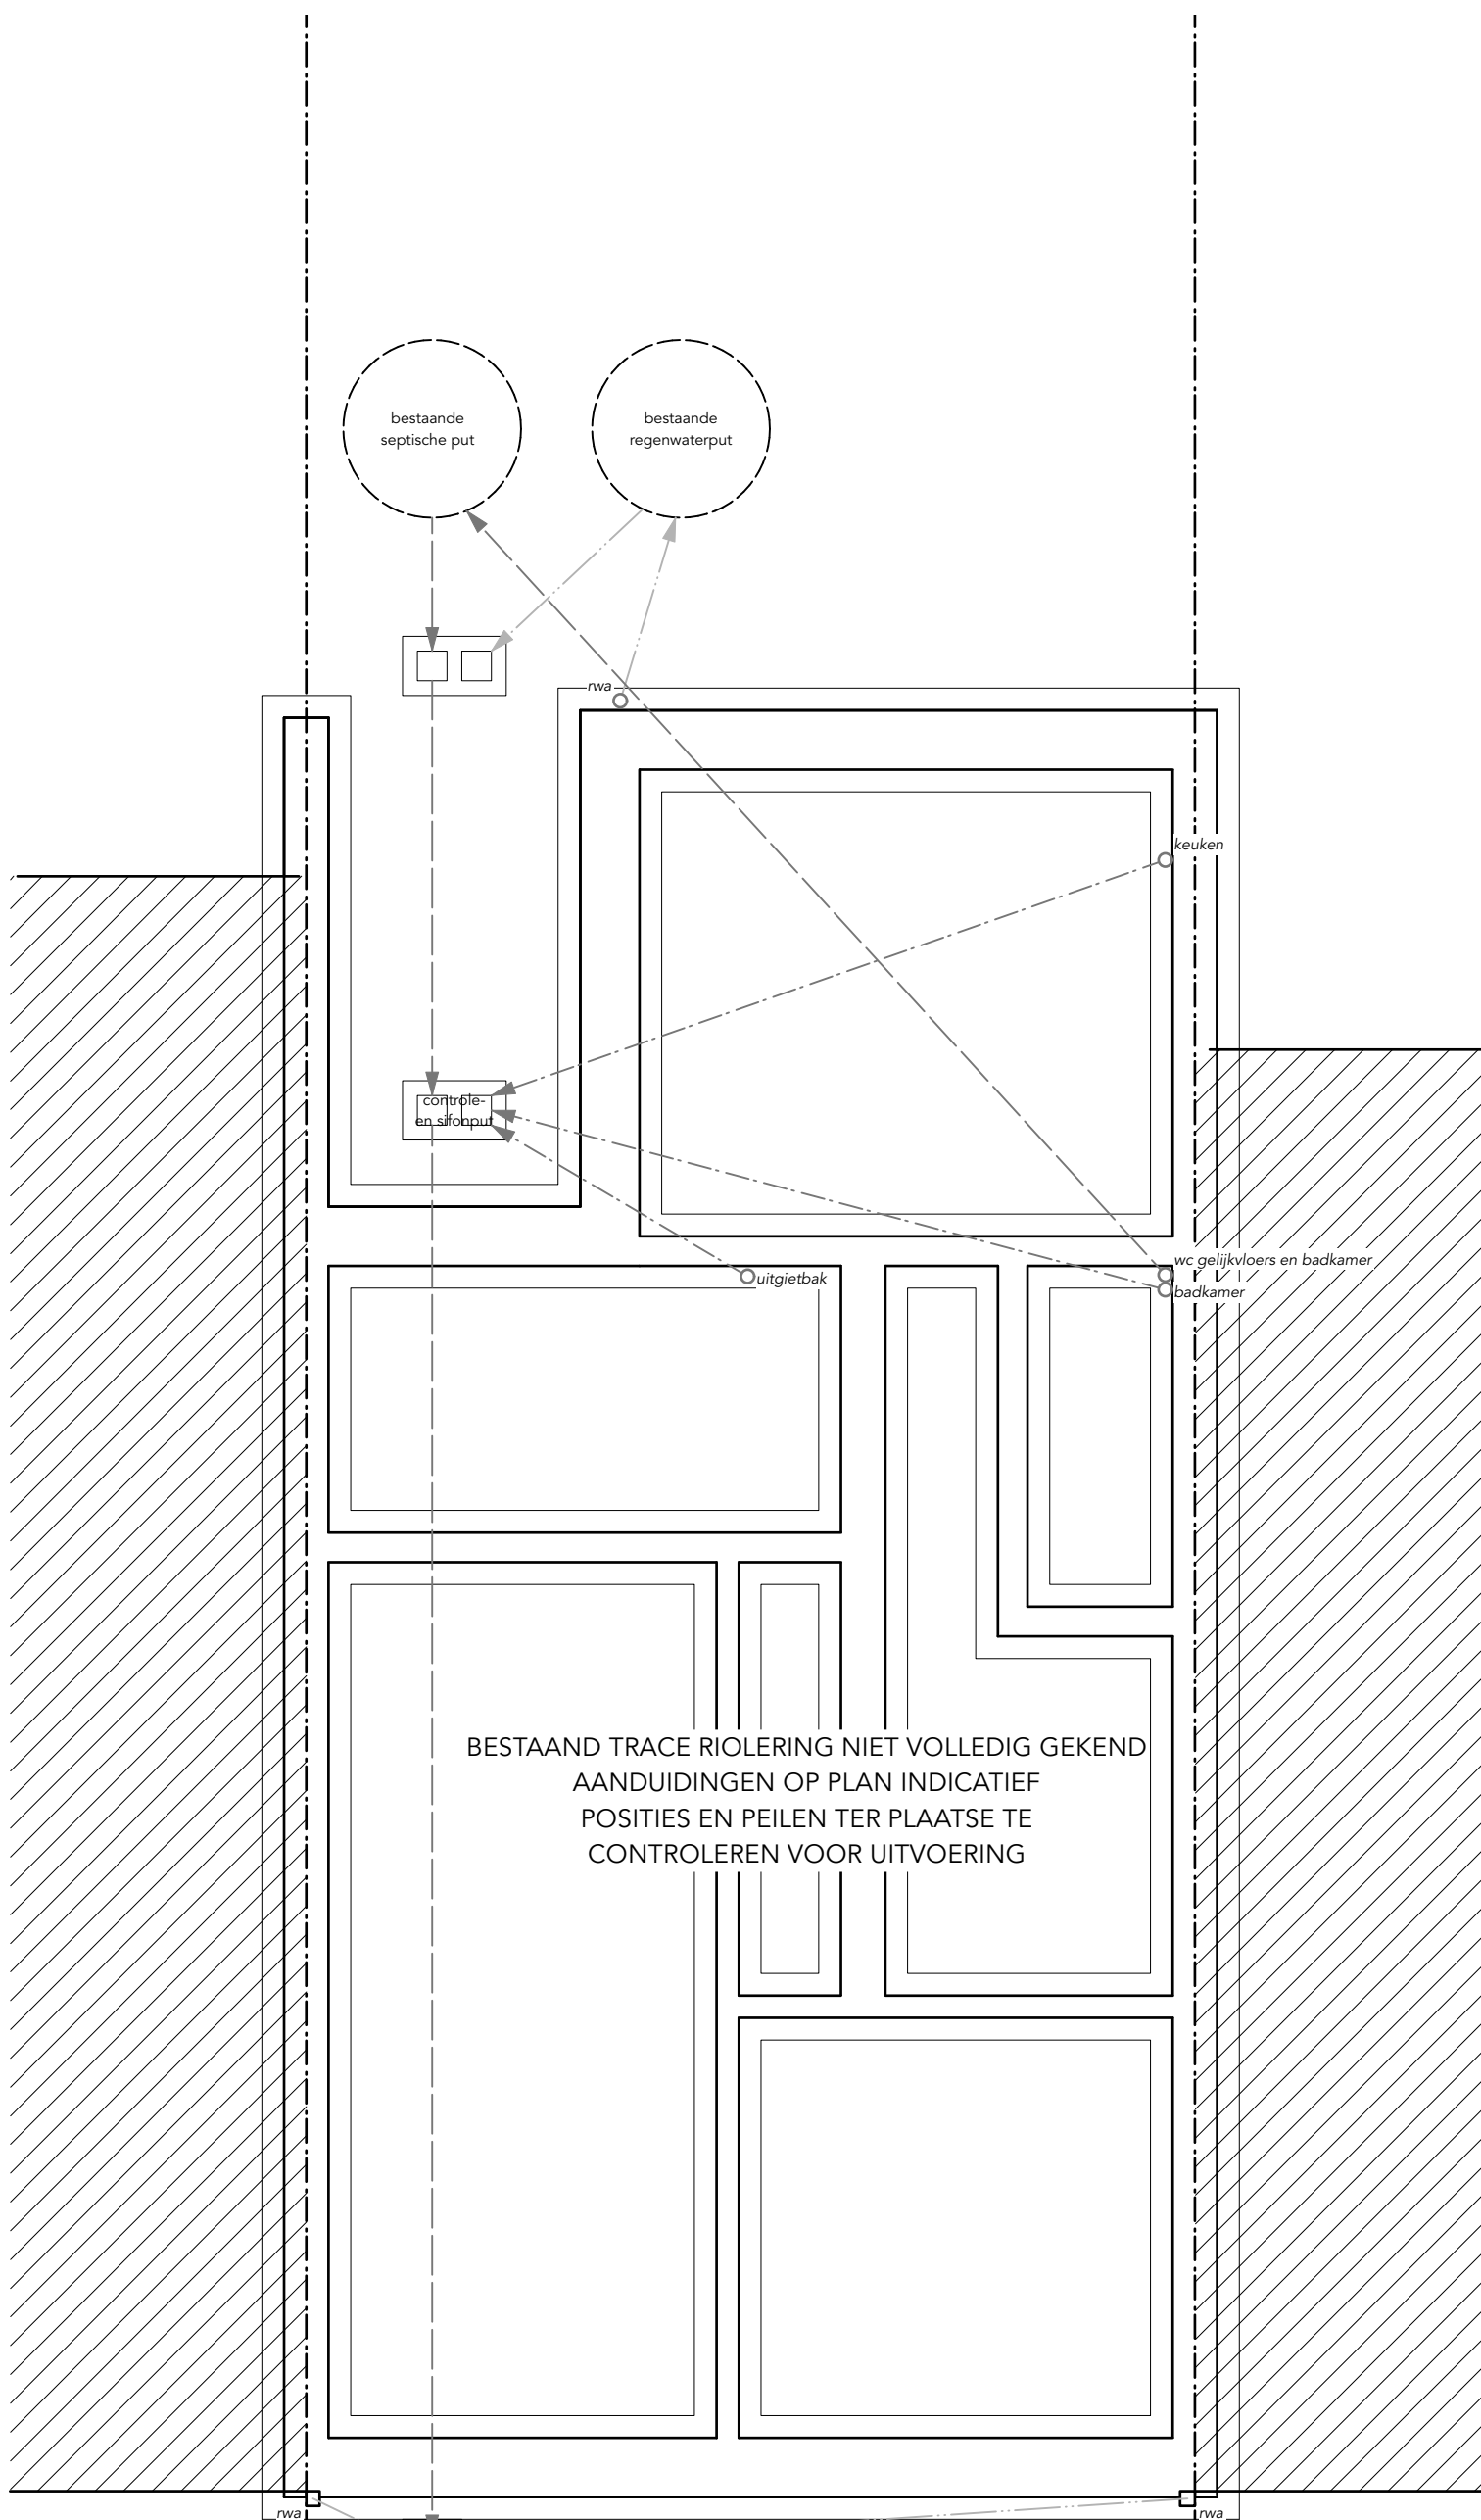 bestaande
septische put
bestaande
regenwaterput
rwa
keuken
controle-
en sifonput
wc gelijkvloers en badkamer
uitgietbak
badkamer
BESTAAND TRACE RIOLERING NIET VOLLEDIG GEKEND
AANDUIDINGEN OP PLAN INDICATIEF
POSITIES EN PEILEN TER PLAATSE TE
CONTROLEREN VOOR UITVOERING
rwa
rwa